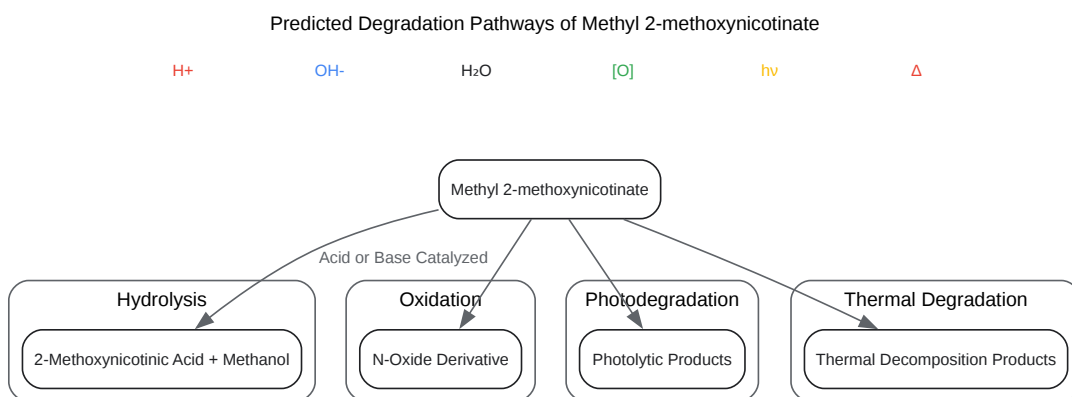 Predicted Degradation Pathways of Methyl 2-methoxynicotinate
H+ OH- H₂O [O] hν Δ
Methyl 2-methoxynicotinate
Acid or Base Catalyzed
Hydrolysis Oxidation Photodegradation Thermal Degradation
2-Methoxynicotinic Acid + Methanol N-Oxide Derivative Photolytic Products Thermal Decomposition Products